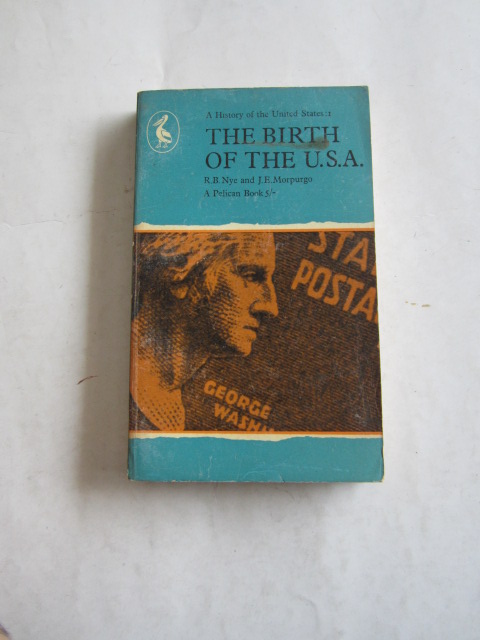 A History of the United States:1
THE BIRTH
OF THE U.S.A.
R.B. Nye and J.E. Morpurgo
A Pelican Book 5/-
STA
POSTA
GEORGE
WASHI